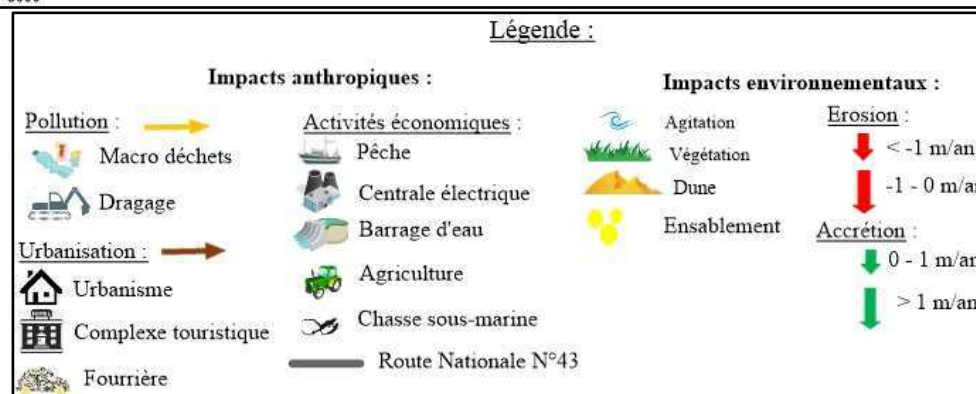 Légende :
Impacts anthropiques :
Pollution :
Macro déchets
Dragage
Urbanisation :
Urbanisme
Complexe touristique
Fourrière
Activités économiques :
Pêche
Centrale électrique
Barrage d'eau
Agriculture
Chasse sous-marine
Route Nationale N°43
Impacts environnementaux :
Agitation
Végétation
Dune
Ensablement
Erosion :
< -1 m/an
-1 - 0 m/an
Accrétion :
0 - 1 m/an
> 1 m/an